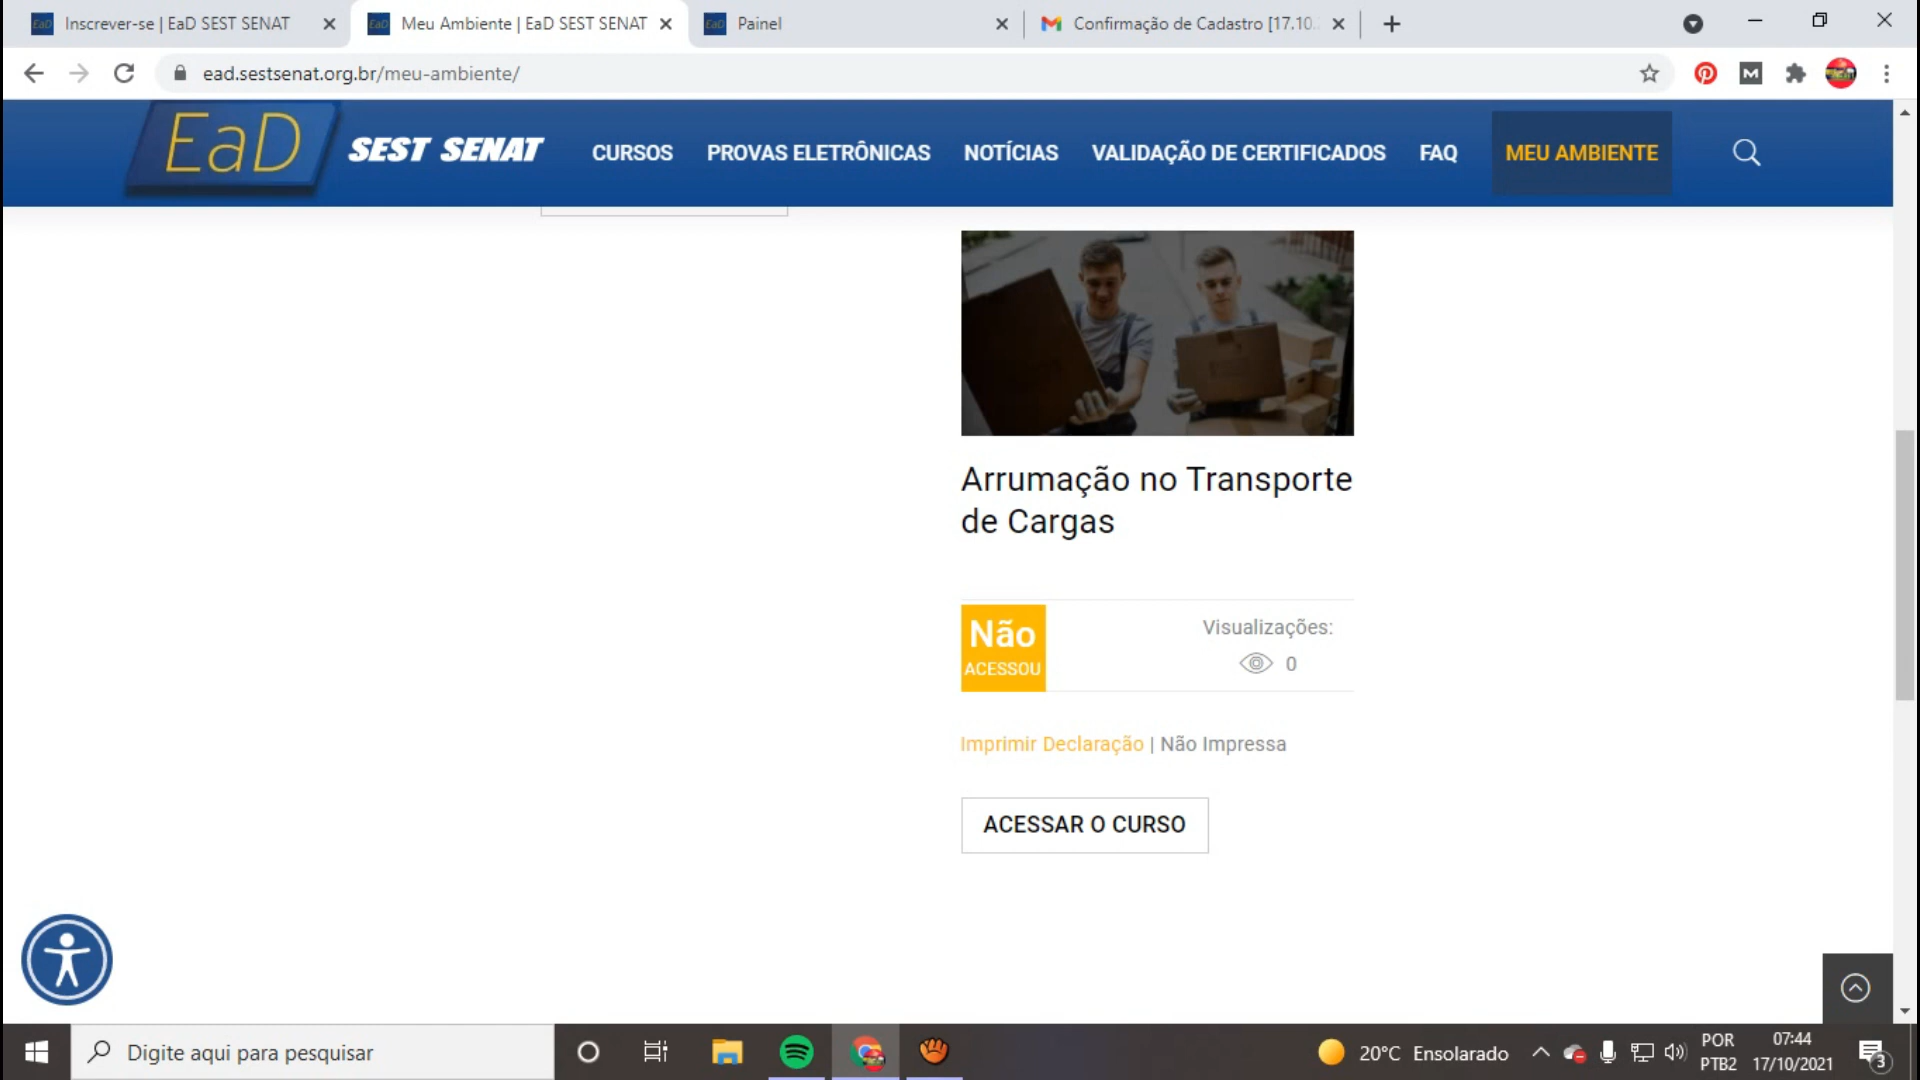 Inscrever-se | EaD SEST SENAT
Meu Ambiente | EaD SEST SENAT
Painel
Confirmação de Cadastro [17.10.
ead.sestsenat.org.br/meu-ambiente/
EaD SEST SENAT
CURSOS
PROVAS ELETRÔNICAS
NOTÍCIAS
VALIDAÇÃO DE CERTIFICADOS
FAQ
MEU AMBIENTE
Arrumação no Transporte
de Cargas
Não
ACESSOU
Visualizações:
0
Imprimir Declaração | Não Impressa
ACESSAR O CURSO
Digite aqui para pesquisar
20°C Ensolarado
POR
PTB2
07:44
17/10/2021
3